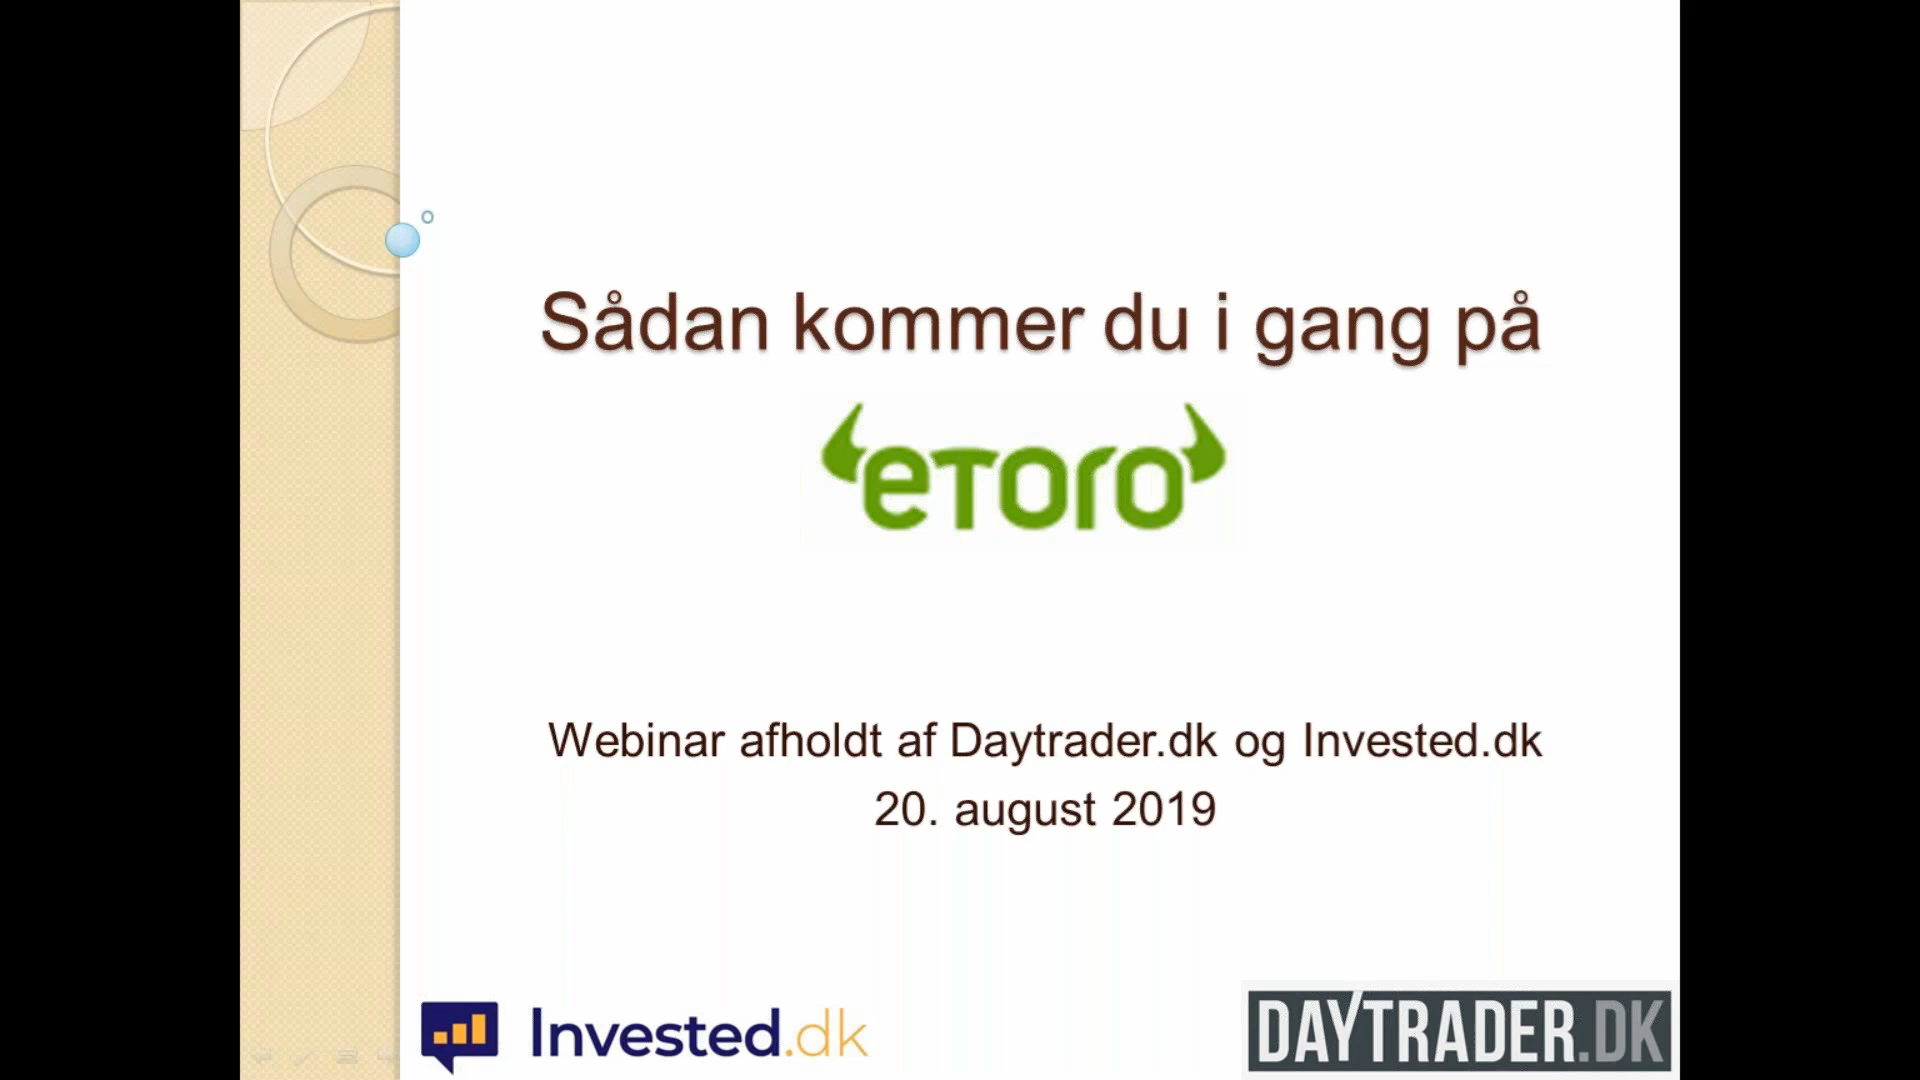 Sådan kommer du i gang på
eToro
Webinar afholdt af Daytrader.dk og Invested.dk
20. august 2019
Invested.dk
DAYTRADER.DK